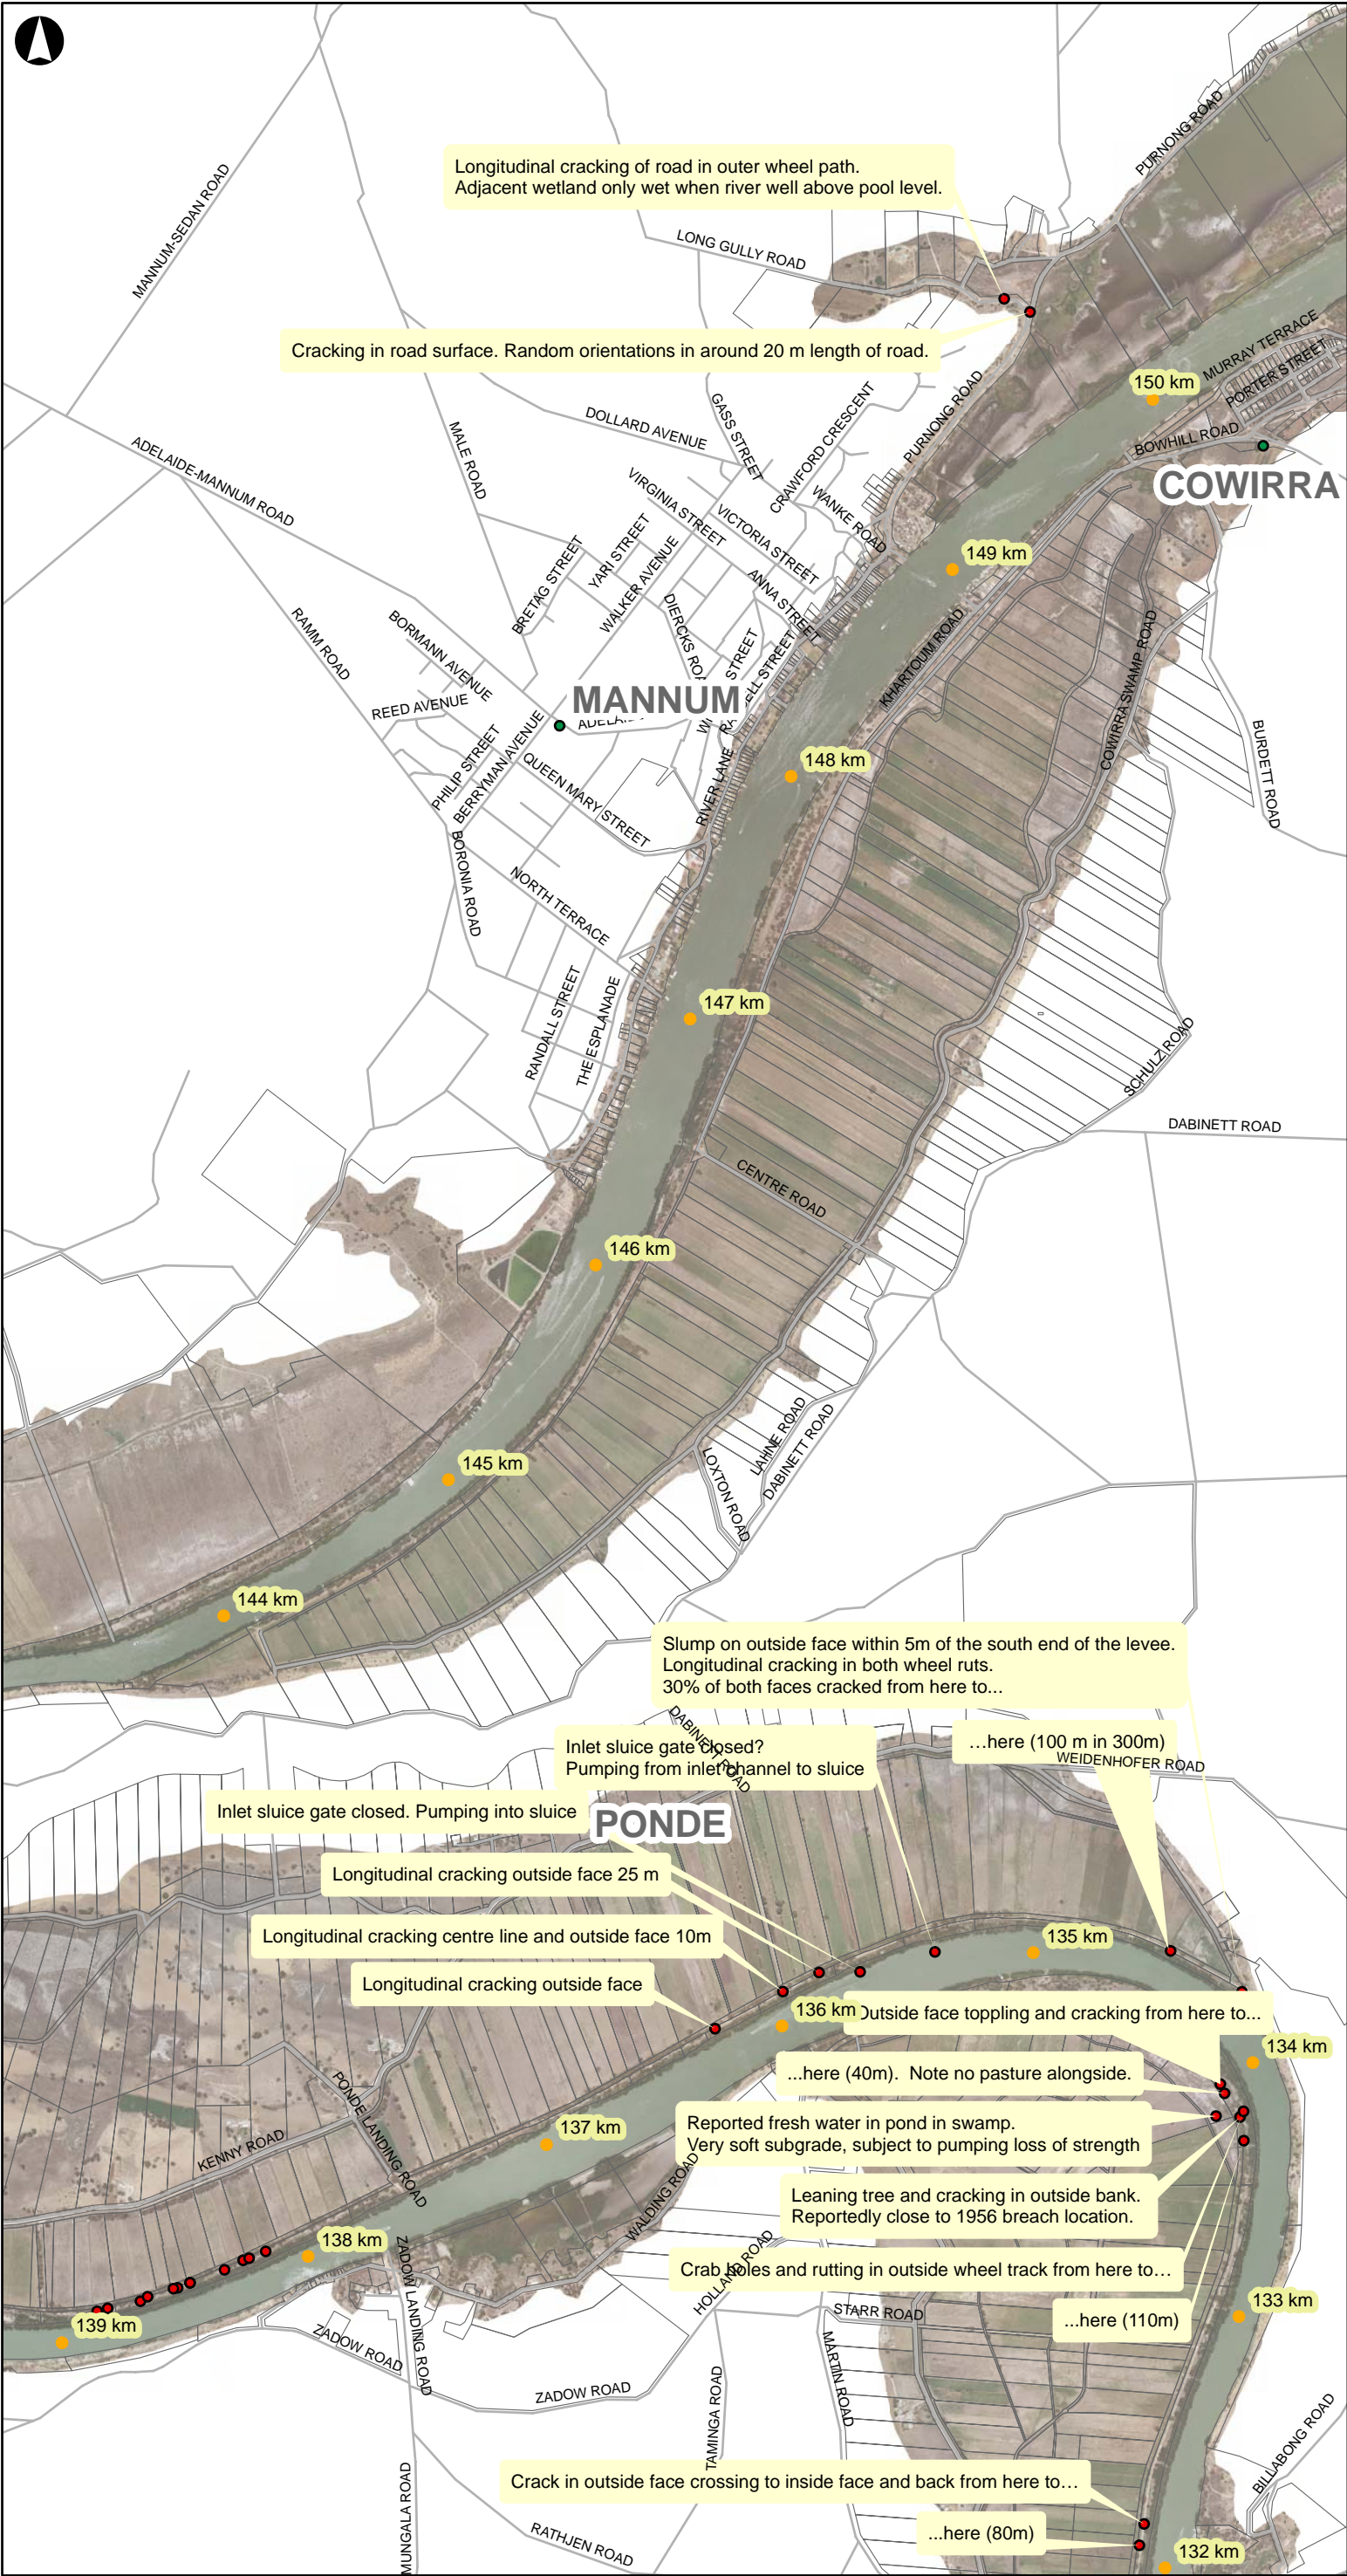 PURNONG ROAD
Longitudinal cracking of road in outer wheel path.
Adjacent wetland only wet when river well above pool level.
MANNUM-SEDAN ROAD
LONG GULLY ROAD
Cracking in road surface. Random orientations in around 20 m length of road.
MURRAY TERRACE
PORTER STREET
150 km
BOWHILL ROAD
COWIRRA
PURNONG ROAD
GASS STREET
CRAWFORD CRESCENT
DOLLARD AVENUE
MALE ROAD
ADELAIDE-MANNUM ROAD
VIRGINIA STREET
VICTORIA STREET
WANKE ROAD
YARI STREET
BRETAG STREET
WALKER AVENUE
ANNA STREET
149 km
DIERCKS
STREET
STREET
KHARTOUM ROAD
COWIRRA SWAMP ROAD
RAMM ROAD
BORMANN AVENUE
REED AVENUE
MANNUM
BURDETT ROAD
PHILIP STREET
BERRYMAN AVENUE
QUEEN MARY STREET
RIVER LANE
148 km
BORONIA ROAD
NORTH TERRACE
RANDALL STREET
THE ESPLANADE
147 km
SCHULZ ROAD
DABINETT ROAD
CENTRE ROAD
146 km
LAHNE ROAD
DABINETT ROAD
LOXTON ROAD
145 km
144 km
Slump on outside face within 5m of the south end of the levee.
Longitudinal cracking in both wheel ruts.
30% of both faces cracked from here to...
DABINETT ROAD
Inlet sluice gate closed?
Pumping from inlet channel to sluice
…here (100 m in 300m)
WEIDENHOFER ROAD
Inlet sluice gate closed. Pumping into sluice
PONDE
Longitudinal cracking outside face 25 m
Longitudinal cracking centre line and outside face 10m
135 km
Longitudinal cracking outside face
136 km
Outside face toppling and cracking from here to...
134 km
...here (40m).  Note no pasture alongside.
PONDE LANDING ROAD
Reported fresh water in pond in swamp.
Very soft subgrade, subject to pumping loss of strength
137 km
KENNY ROAD
WALDING ROAD
Leaning tree and cracking in outside bank.
Reportedly close to 1956 breach location.
138 km
ZADOW LANDING ROAD
HOLLAND ROAD
Crab holes and rutting in outside wheel track from here to…
STARR ROAD
...here (110m)
133 km
139 km
ZADOW ROAD
MARTIN ROAD
ZADOW ROAD
TAMINGA ROAD
BILLABONG ROAD
MUNGALA ROAD
Crack in outside face crossing to inside face and back from here to…
RATHJEN ROAD
...here (80m)
132 km